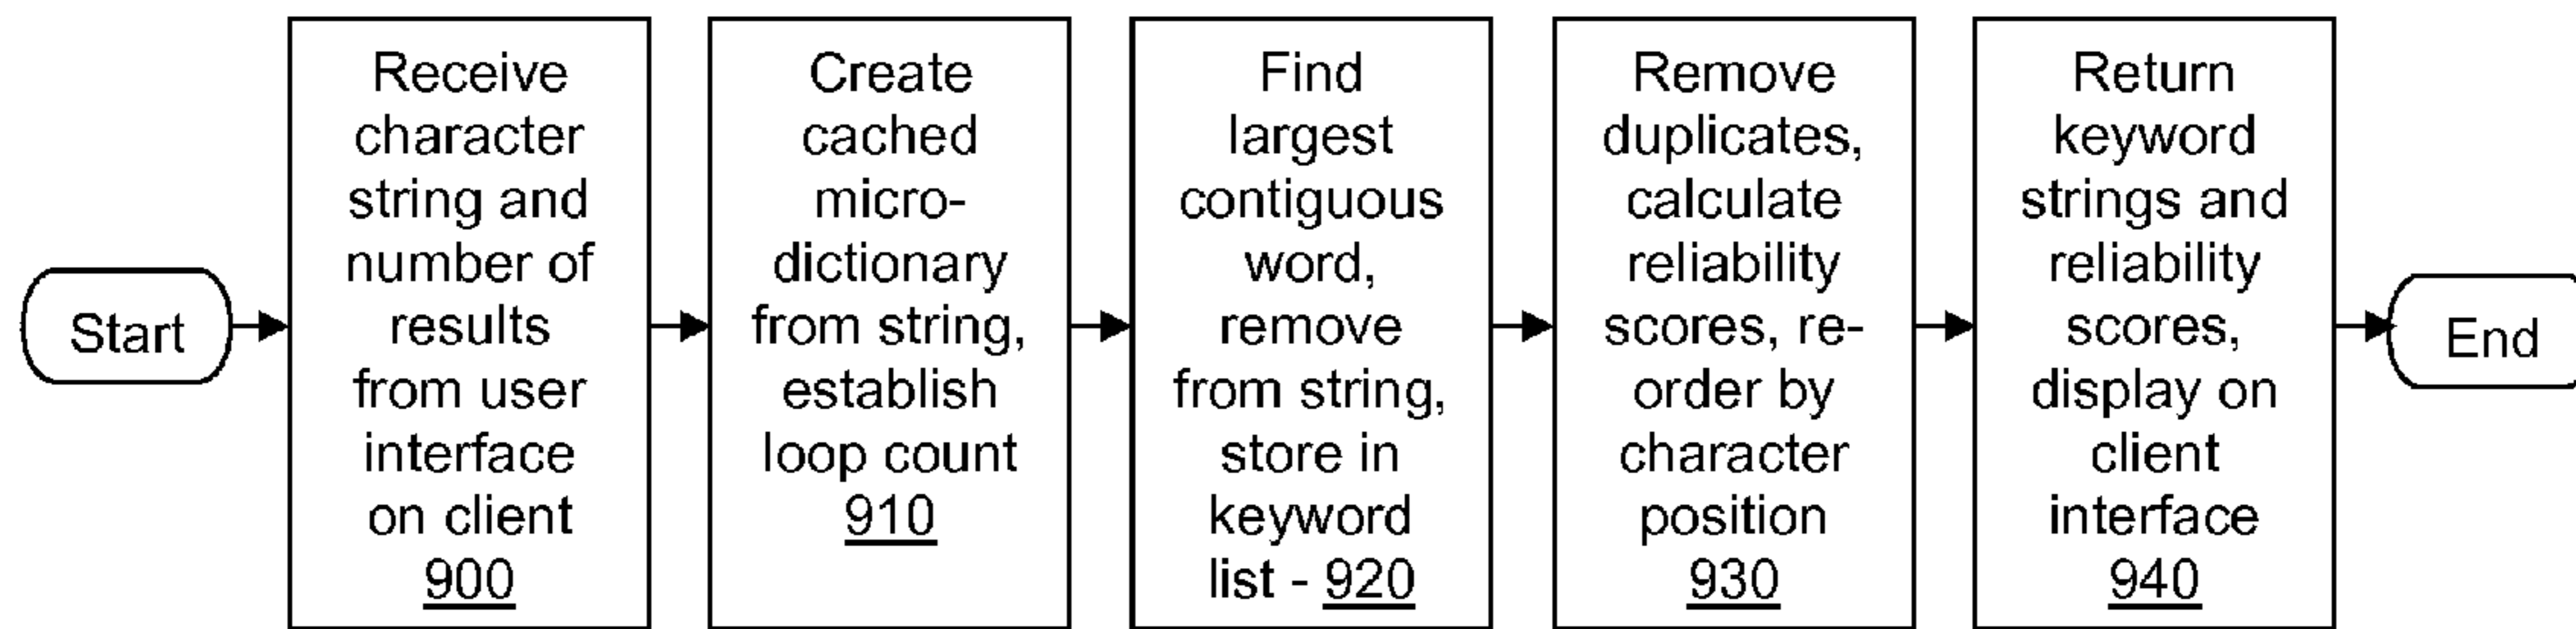 Start
Receive
character
string and
number of
results
from user
interface
on client
900
Create
cached
micro-
dictionary
from string,
establish
loop count
910
Find
largest
contiguous
word,
remove
from string,
store in
keyword
list - 920
Remove
duplicates,
calculate
reliability
scores, re-
order by
character
position
930
Return
keyword
strings and
reliability
scores,
display on
client
interface
940
End